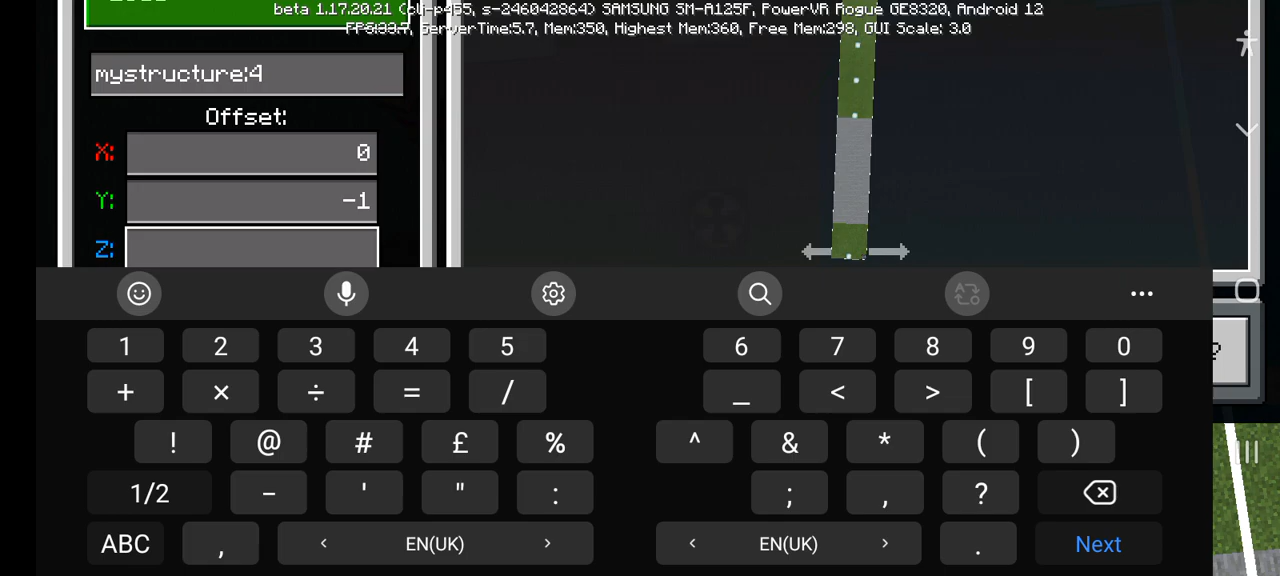 beta 1.17.20.21 (cli-p455, s-246042864) SAMSUNG SM-A125F, PowerVR Rogue GE8320, Android 12
ServerTime:5.7, Mem:350, Highest Mem:360, Free Mem:298, GUI Scale: 3.0
mystructure:4
Offset:
X: 0
Y: -1
Z:
1 2 3 4 5 6 7 8 9 0
+ × ÷ = / _ < > [ ]
! @ # £ % ^ & * ( )
1/2 - ' " : ; , ?
ABC , < EN(UK) > < EN(UK) > . Next